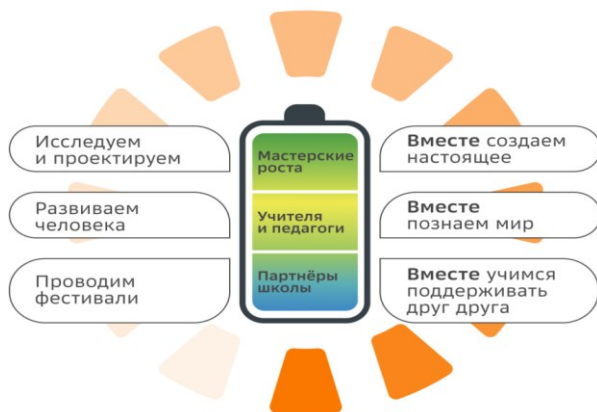 Исследуем
и проектируем
Развиваем
человека
Проводим
фестивали
Мастерские
роста
Учителя
и педагоги
Партнёры
школы
Вместе создаем
настоящее
Вместе
познаем мир
Вместе учимся
поддерживать
друг друга